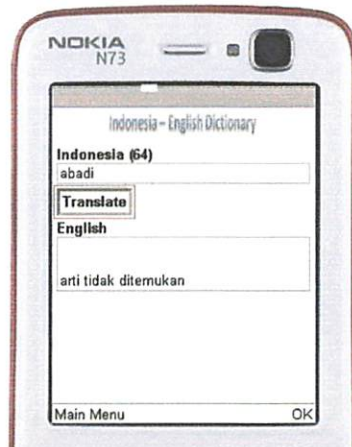 NOKIA
N73
Indonesia – English Dictionary
Indonesia (64)
abadi
Translate
English
arti tidak ditemukan
Main Menu OK